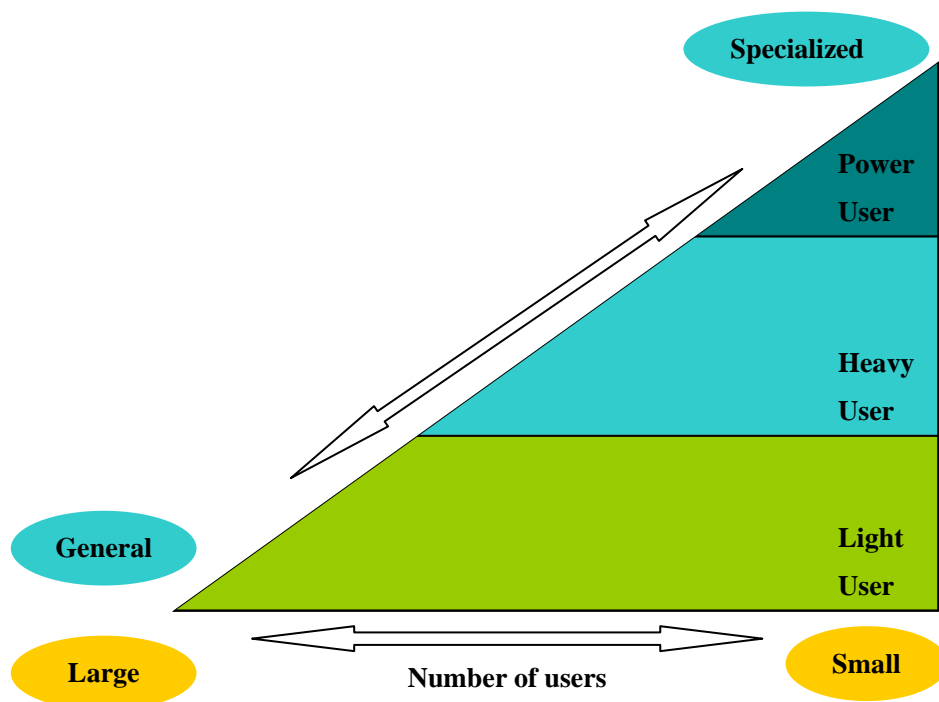 Specialized
Power
User
Heavy
User
General
Light
User
Large
Number of users
Small